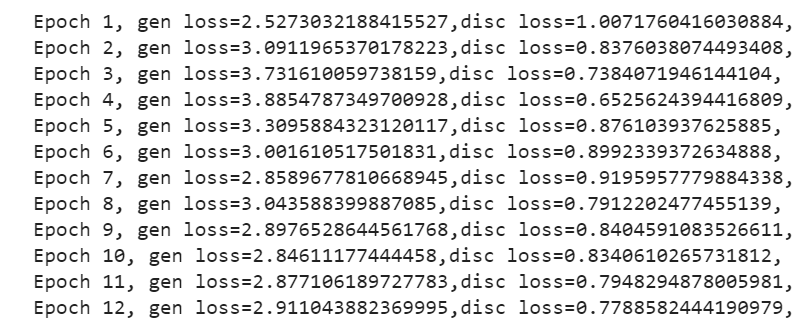 Epoch 1, gen loss=2.5273032188415527,disc loss=1.0071760416030884,
Epoch 2, gen loss=3.0911965370178223,disc loss=0.8376038074493408,
Epoch 3, gen loss=3.731610059738159,disc loss=0.7384071946144104,
Epoch 4, gen loss=3.8854787349700928,disc loss=0.6525624394416809,
Epoch 5, gen loss=3.3095884323120117,disc loss=0.876103937625885,
Epoch 6, gen loss=3.001610517501831,disc loss=0.8992339372634888,
Epoch 7, gen loss=2.8589677810668945,disc loss=0.9195957779884338,
Epoch 8, gen loss=3.043588399887085,disc loss=0.7912202477455139,
Epoch 9, gen loss=2.8976528644561768,disc loss=0.8404591083526611,
Epoch 10, gen loss=2.84611177444458,disc loss=0.8340610265731812,
Epoch 11, gen loss=2.877106189727783,disc loss=0.7948294878005981,
Epoch 12, gen loss=2.911043882369995,disc loss=0.7788582444190979,